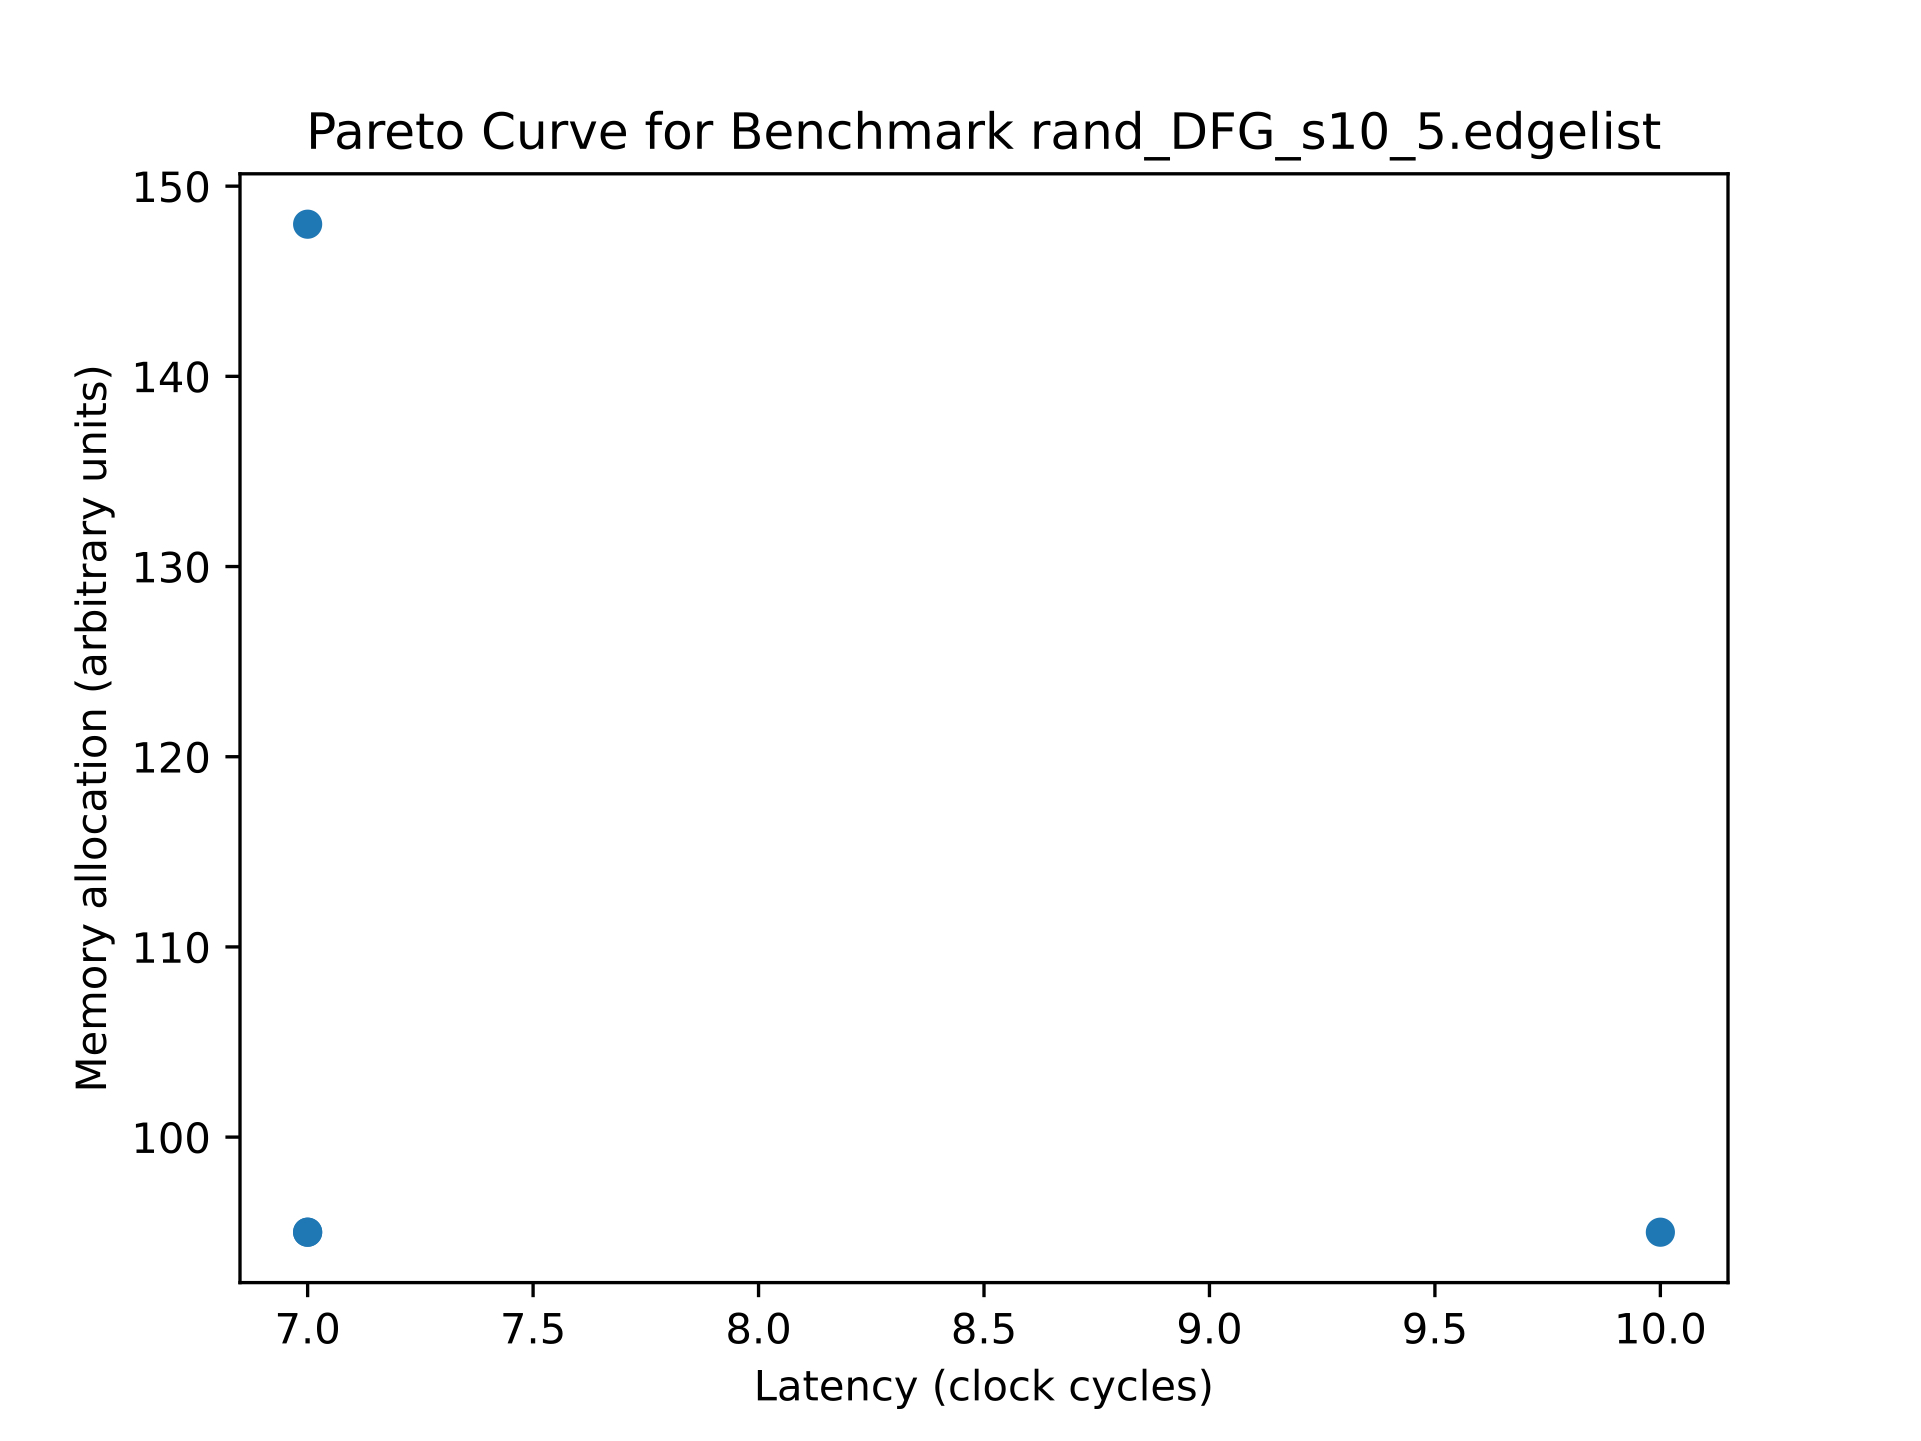 Pareto Curve for Benchmark rand_DFG_s10_5.edgelist
150
140
130
120
110
100
Memory allocation (arbitrary units)
7.0 7.5 8.0 8.5 9.0 9.5 10.0
Latency (clock cycles)